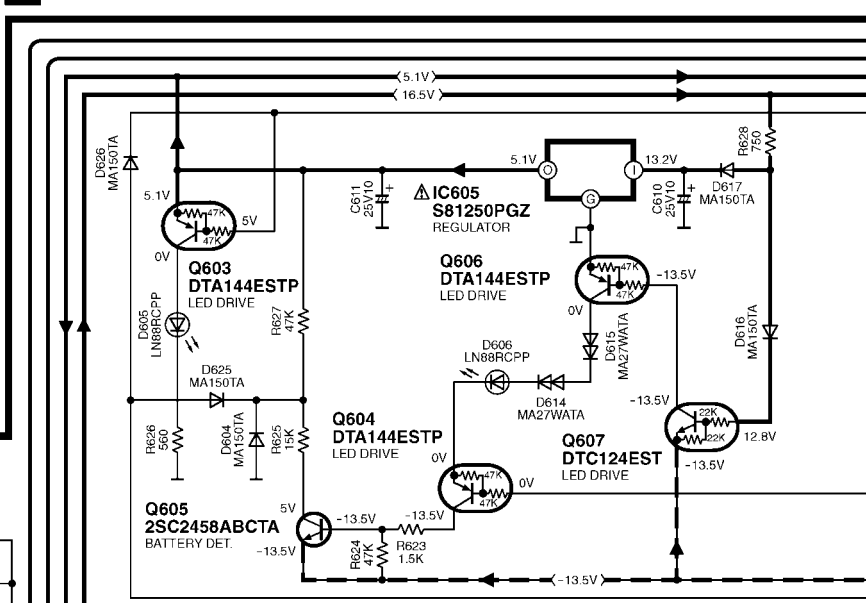 5.1V
16.5V
D626
MA150TA
5.1V
5V
47K
47K
0V
Q603
DTA144ESTP
LED DRIVE
C611
25V10
+
5.1V
O
I
G
13.2V
IC605
S81250PGZ
REGULATOR
C610
25V10
+
D617
MA150TA
R628
750
Q606
DTA144ESTP
LED DRIVE
47K
47K
-13.5V
0V
D605
LN88RCPP
R627
47K
D606
LN88RCPP
D615
MA27WATA
D616
MA150TA
D625
MA150TA
D614
MA27WATA
-13.5V
22K
22K
12.8V
-13.5V
R626
560
D604
MA150TA
R625
15K
Q604
DTA144ESTP
LED DRIVE
Q607
DTC124EST
LED DRIVE
0V
47K
47K
0V
Q605
2SC2458ABCTA
BATTERY DET.
5V
-13.5V
-13.5V
-13.5V
R624
47K
R623
1.5K
-13.5V